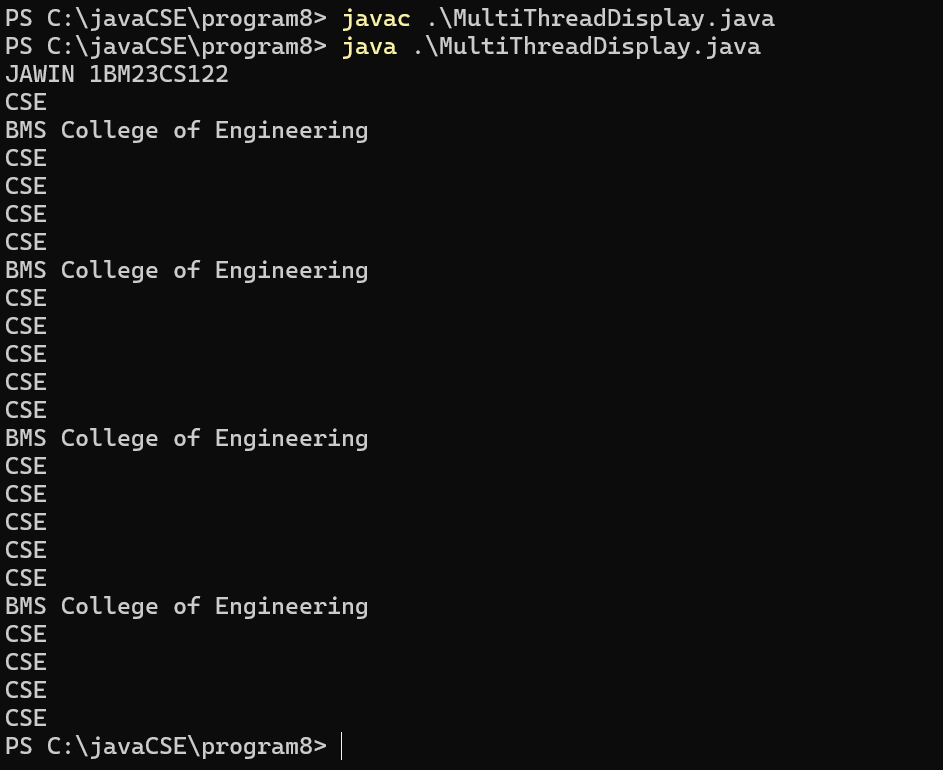 PS C:\javaCSE\program8> javac .\MultiThreadDisplay.java
PS C:\javaCSE\program8> java .\MultiThreadDisplay.java
JAWIN 1BM23CS122
CSE
BMS College of Engineering
CSE
CSE
CSE
CSE
BMS College of Engineering
CSE
CSE
CSE
CSE
CSE
BMS College of Engineering
CSE
CSE
CSE
CSE
CSE
BMS College of Engineering
CSE
CSE
CSE
CSE
PS C:\javaCSE\program8>